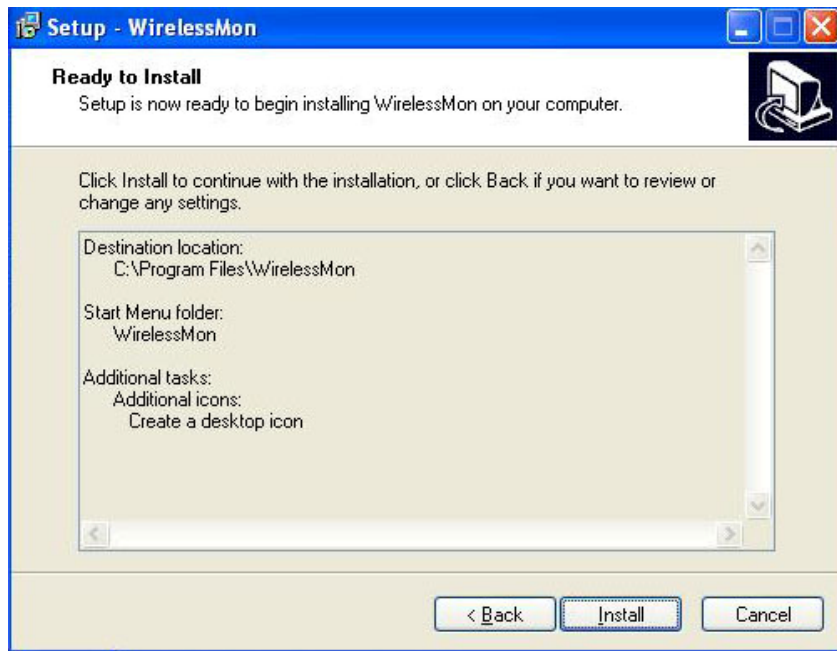 Setup - WirelessMon
Ready to Install
Setup is now ready to begin installing WirelessMon on your computer.
Click Install to continue with the installation, or click Back if you want to review or
change any settings.
Destination location:
C:\Program Files\WirelessMon
Start Menu folder:
WirelessMon
Additional tasks:
Additional icons:
Create a desktop icon
< Back
Install
Cancel